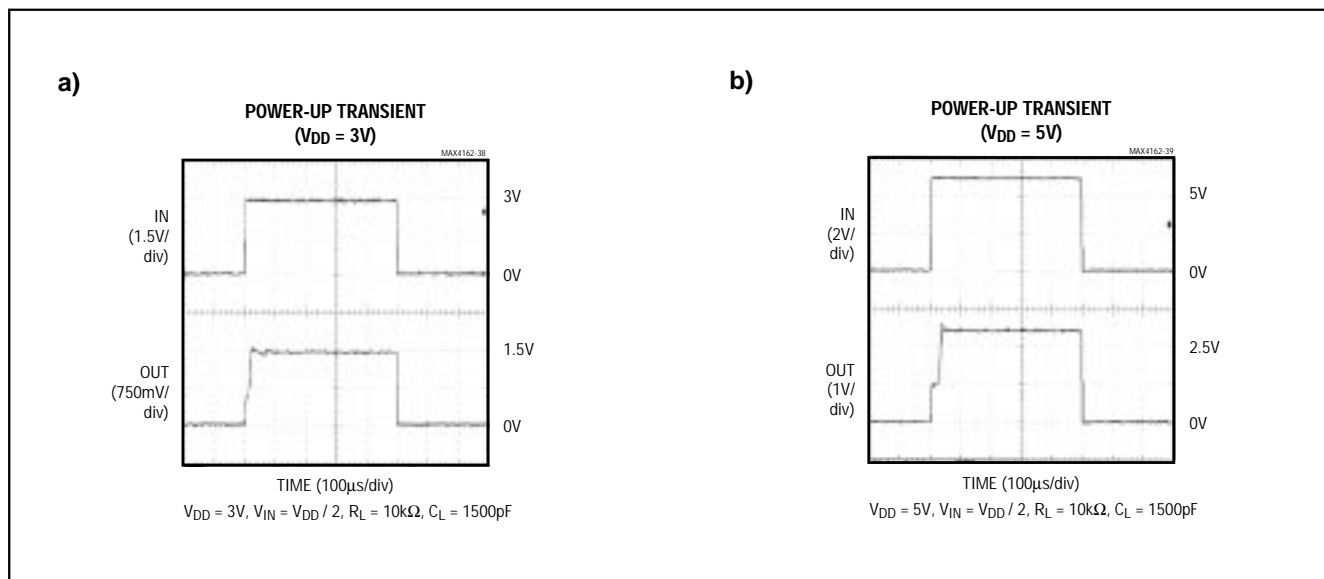 a)
POWER-UP TRANSIENT
(VDD = 3V)
MAX4162-38
IN
(1.5V/
div)
3V
0V
OUT
(750mV/
div)
1.5V
0V
TIME (100µs/div)
VDD = 3V, VIN = VDD / 2, RL = 10kΩ, CL = 1500pF
b)
POWER-UP TRANSIENT
(VDD = 5V)
MAX4162-39
IN
(2V/
div)
5V
0V
OUT
(1V/
div)
2.5V
0V
TIME (100µs/div)
VDD = 5V, VIN = VDD / 2, RL = 10kΩ, CL = 1500pF